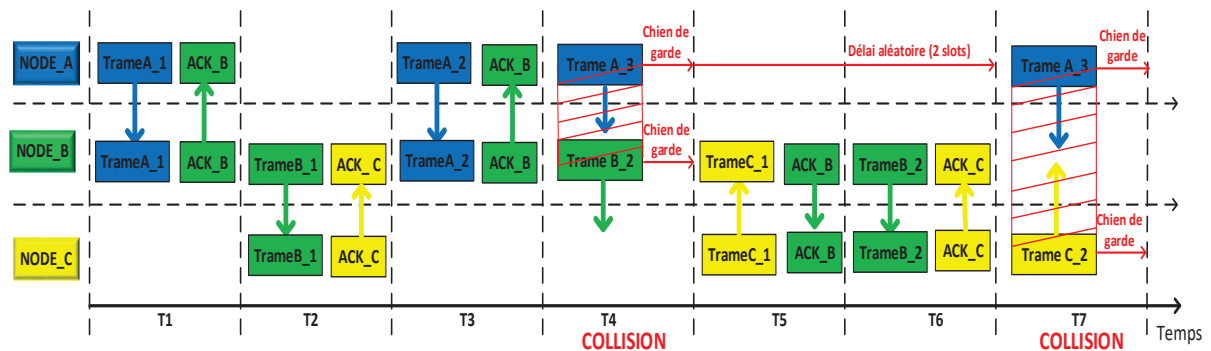 NODE_A
TrameA_1
ACK_B
TrameA_2
ACK_B
Trame A_3
Chien de
garde
Délai aléatoire (2 slots)
Trame A_3
Chien de
garde
NODE_B
TrameA_1
ACK_B
TrameB_1
ACK_C
TrameA_2
ACK_B
Trame B_2
Chien de
garde
TrameC_1
ACK_B
TrameB_2
ACK_C
NODE_C
TrameB_1
ACK_C
TrameC_1
ACK_B
TrameB_2
ACK_C
Trame C_2
Chien de
garde
T1
T2
T3
T4
T5
T6
T7
Temps
COLLISION
COLLISION